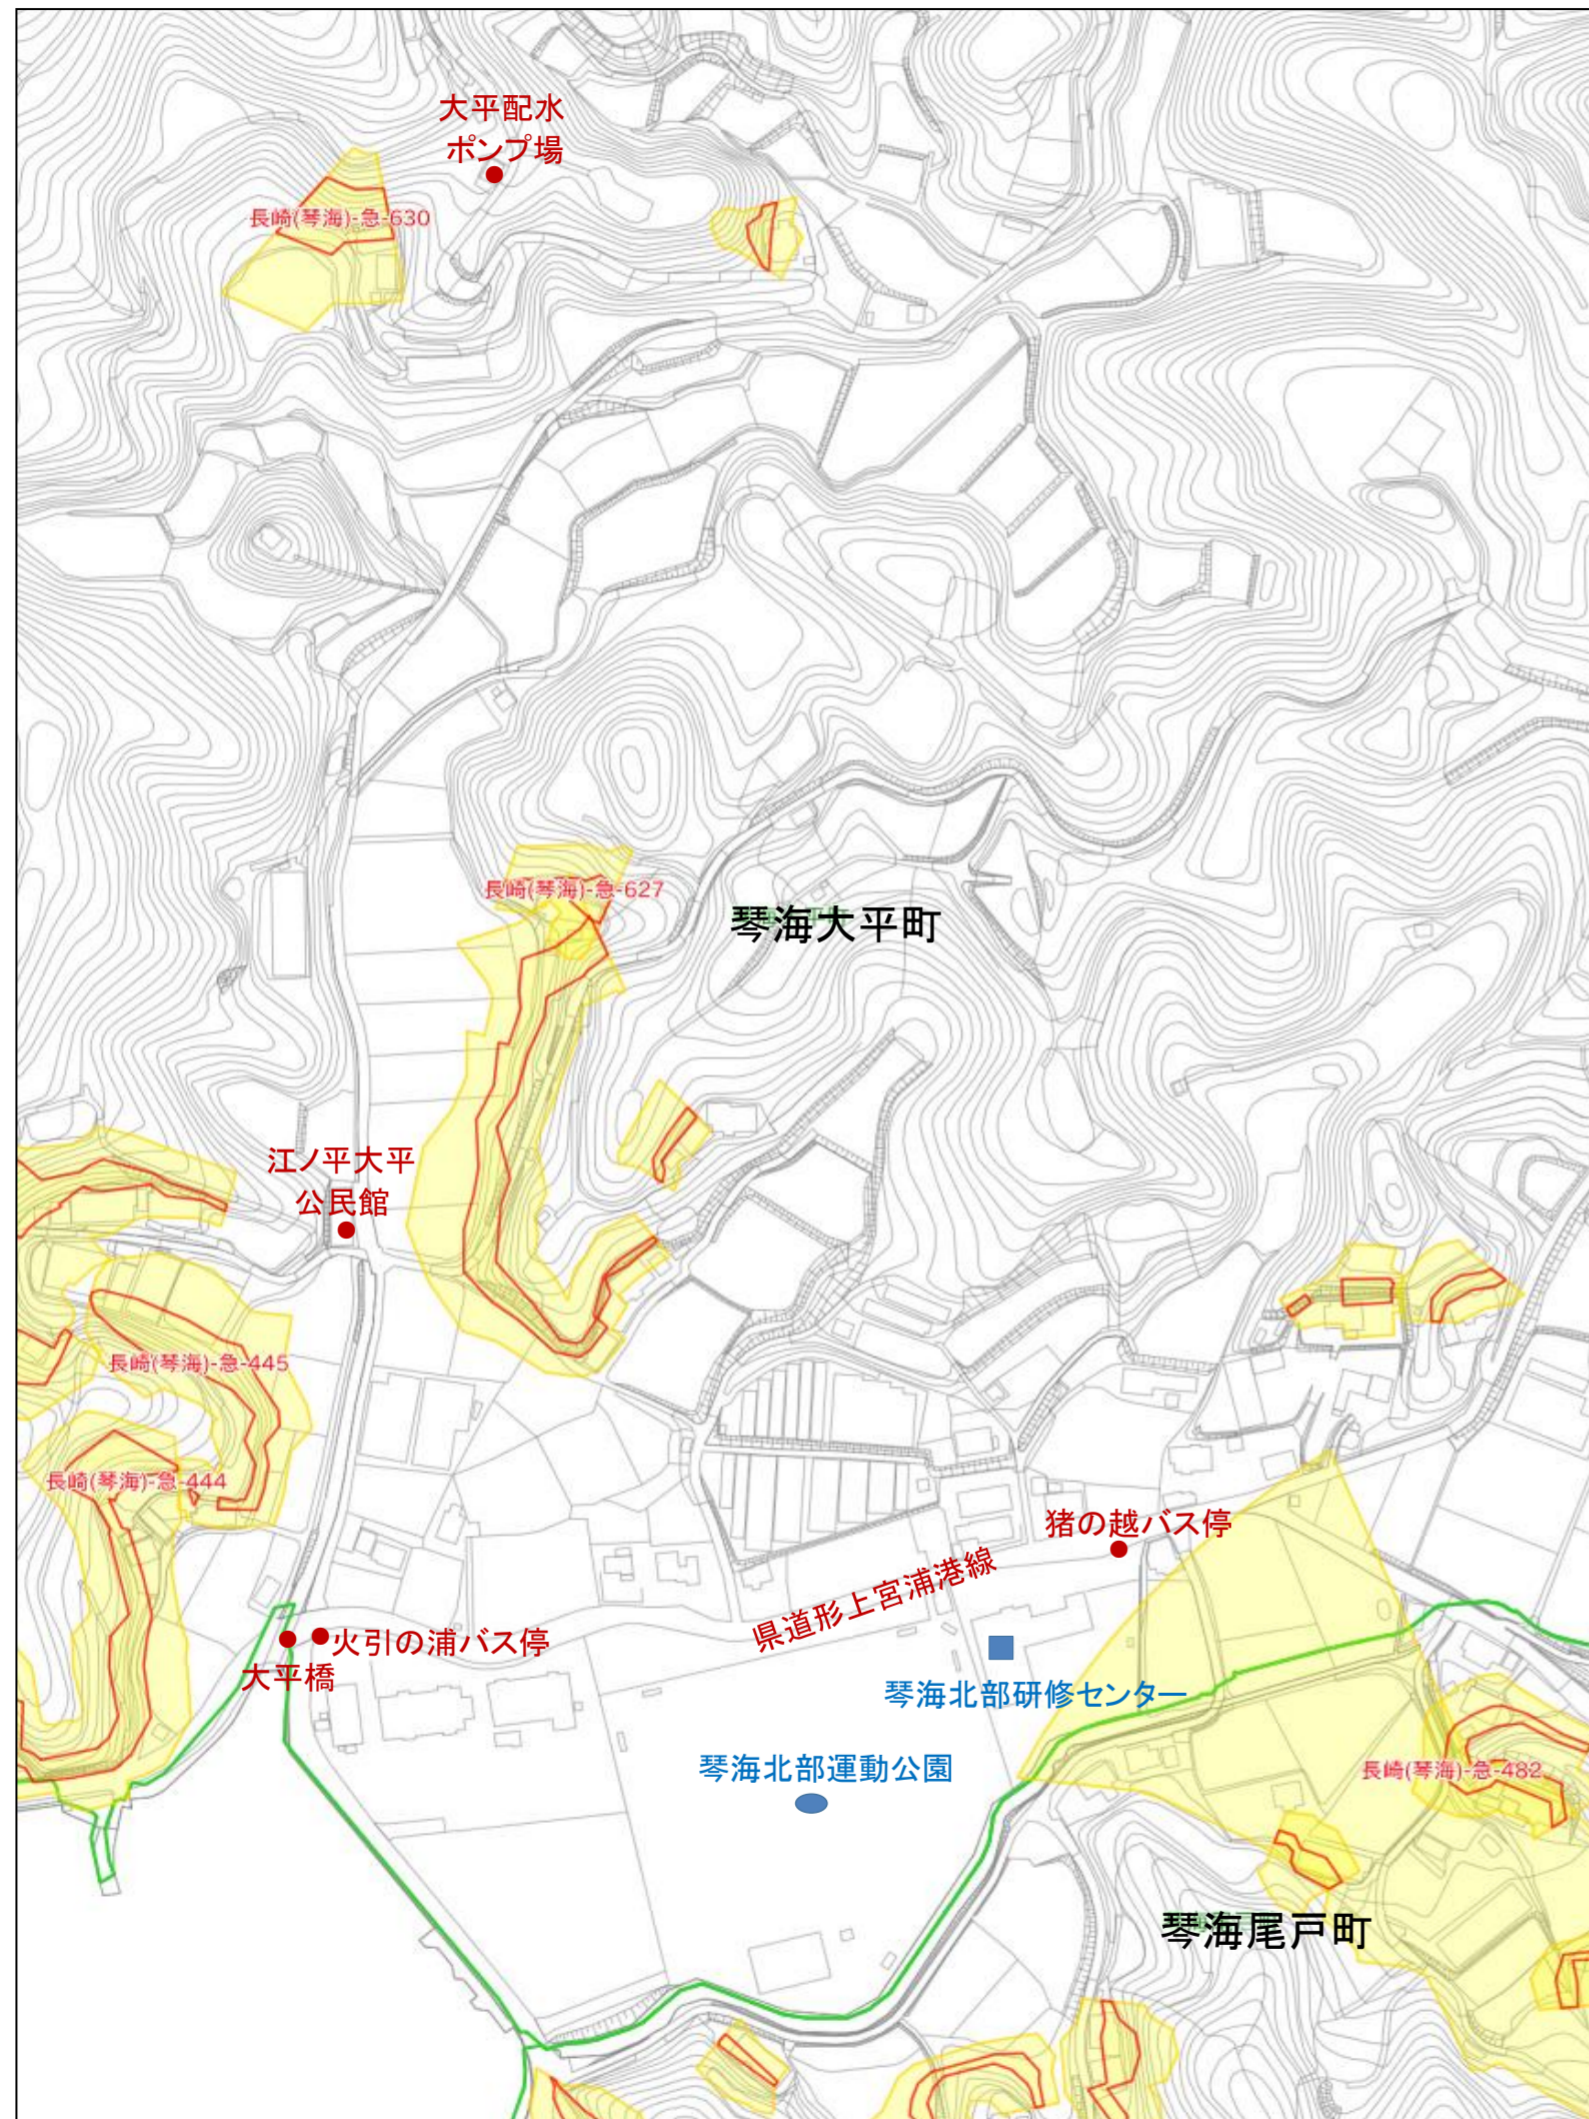 大平配水
ポンプ場
長崎(琴海)-急-630
長崎(琴海)-急-627
琴海大平町
江ノ平大平
公民館
長崎(琴海)-急-445
長崎(琴海)-急-444
猪の越バス停
県道形上宮浦港線
火引の浦バス停
大平橋
琴海北部研修センター
琴海北部運動公園
長崎(琴海)-急-482
琴海尾戸町